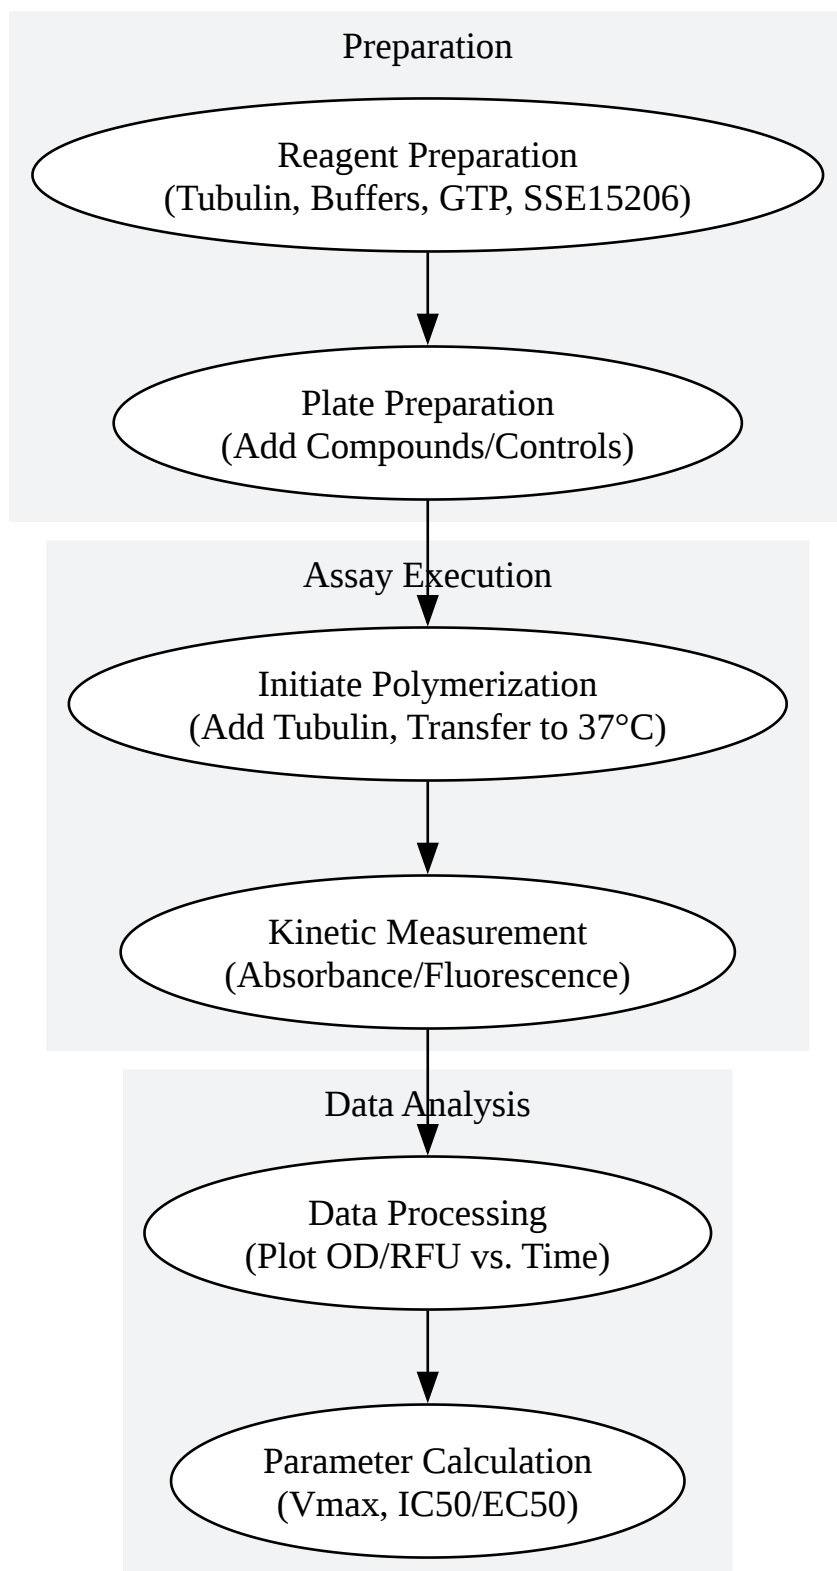 Preparation
Reagent Preparation
(Tubulin, Buffers, GTP, SSE15206)
Plate Preparation
(Add Compounds/Controls)
Assay Execution
Initiate Polymerization
(Add Tubulin, Transfer to 37°C)
Kinetic Measurement
(Absorbance/Fluorescence)
Data Analysis
Data Processing
(Plot OD/RFU vs. Time)
Parameter Calculation
(Vmax, IC50/EC50)